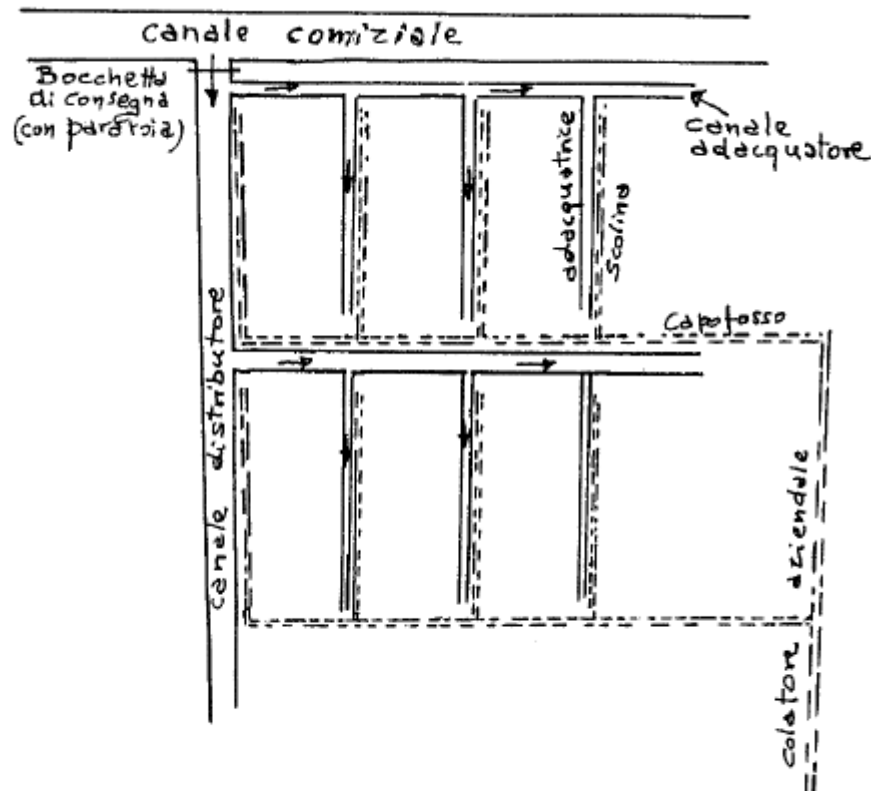 canale comiziale
Bocchetta
di consegna
(con paratoia)
canale
adacquatore
adacquatrice
scolina
Capofosso
canale distributore
aziendale
colatore